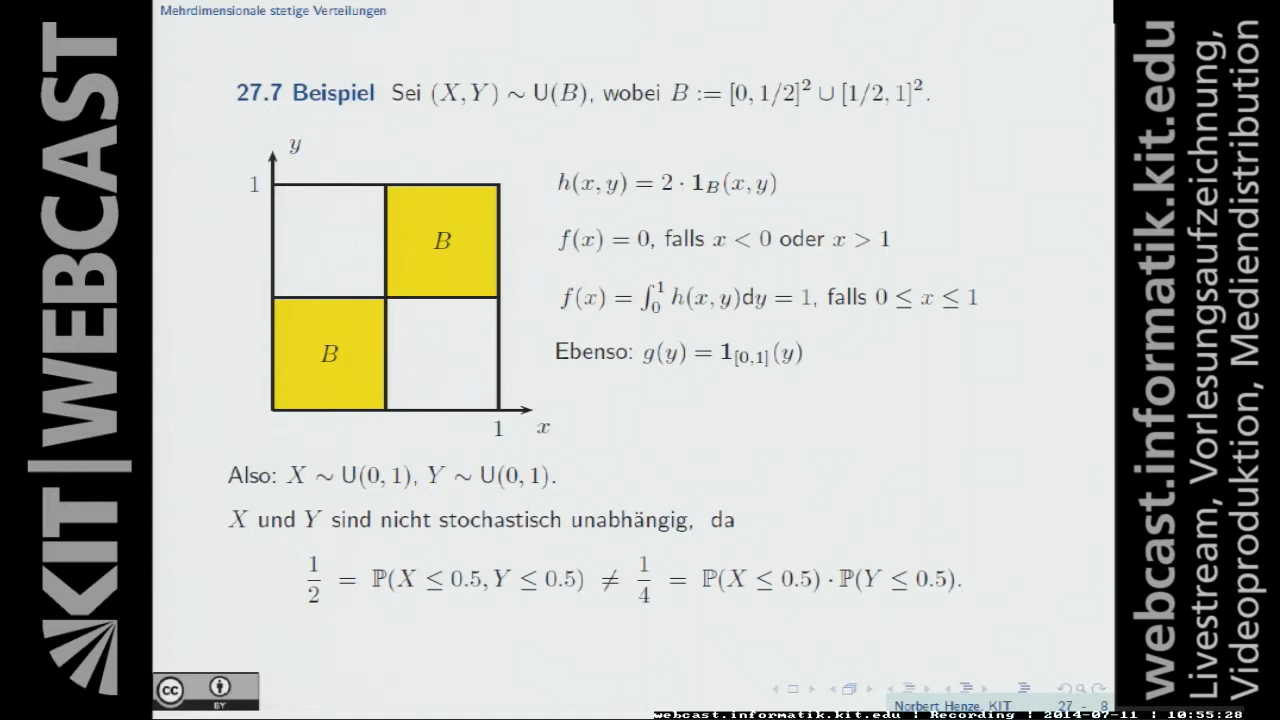 Mehrdimensionale stetige Verteilungen
27.7 Beispiel Sei (X, Y) ∼ U(B), wobei B := [0, 1/2]² ∪ [1/2, 1]².
y
1
B
B
1
x
h(x, y) = 2 · 1_B(x, y)
f(x) = 0, falls x < 0 oder x > 1
f(x) = ∫₀¹ h(x, y)dy = 1, falls 0 ≤ x ≤ 1
Ebenso: g(y) = 1_[0,1](y)
Also: X ∼ U(0, 1), Y ∼ U(0, 1).
X und Y sind nicht stochastisch unabhängig, da
1/2 = ℙ(X ≤ 0.5, Y ≤ 0.5) ≠ 1/4 = ℙ(X ≤ 0.5) · ℙ(Y ≤ 0.5).
cc BY
Norbert Henze, KIT 27 - 8
webcast.informatik.kit.edu | Recording | 2014-07-11 | 10:55:28
KIT | WEBCAST
webcast.informatik.kit.edu
Livestream, Vorlesungsaufzeichnung,
Videoproduktion, Mediendistribution